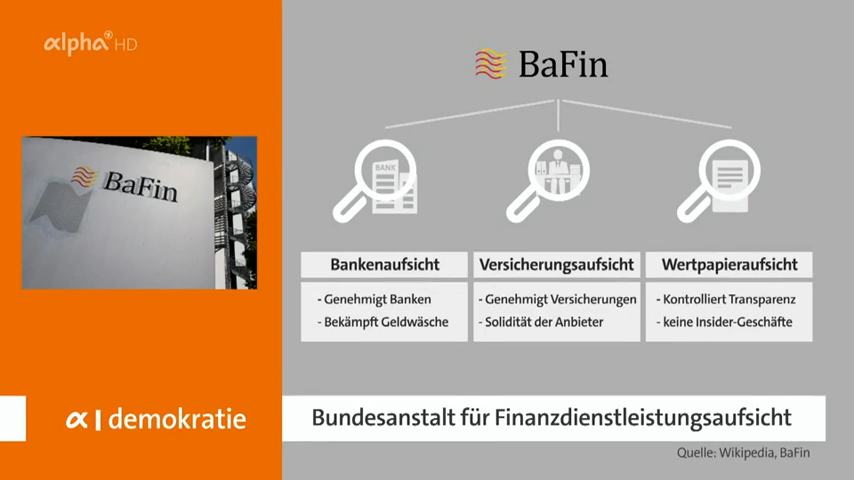 alpha HD
BaFin
BaFin
BANK
Bankenaufsicht
- Genehmigt Banken
- Bekämpft Geldwäsche
Versicherungsaufsicht
- Genehmigt Versicherungen
- Solidität der Anbieter
Wertpapieraufsicht
- Kontrolliert Transparenz
- keine Insider-Geschäfte
α | demokratie
Bundesanstalt für Finanzdienstleistungsaufsicht
Quelle: Wikipedia, BaFin